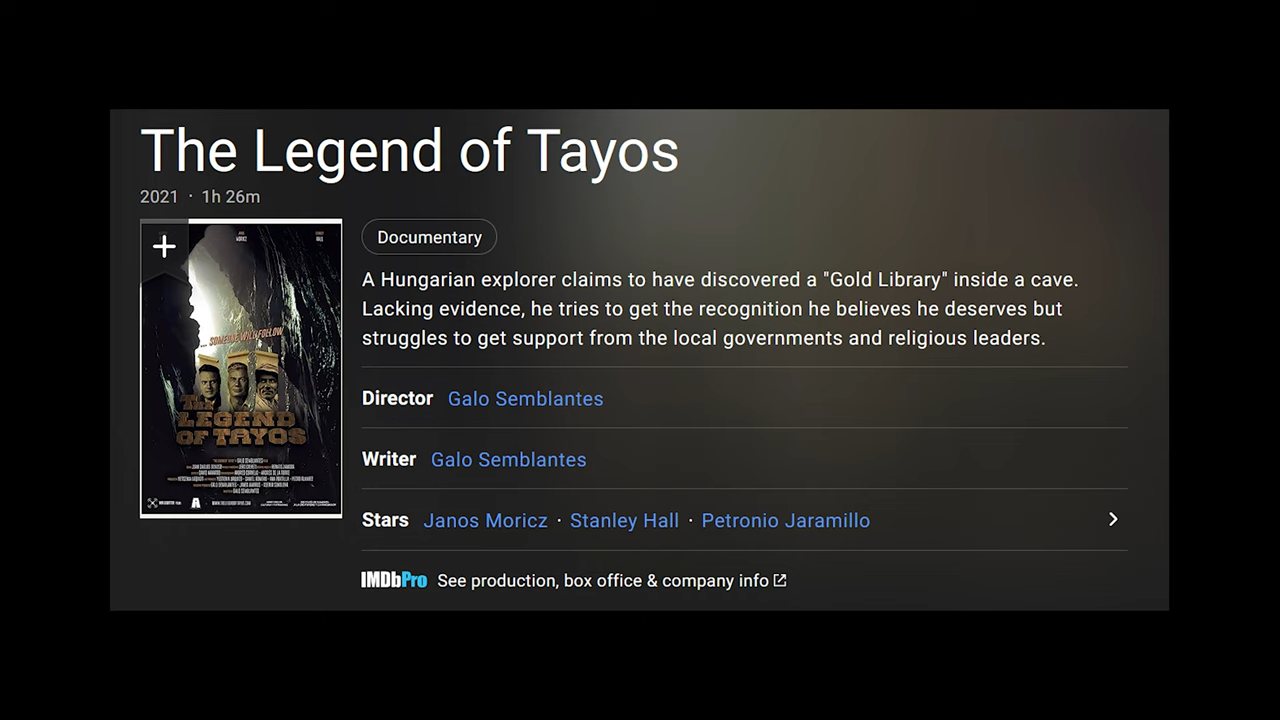 The Legend of Tayos
2021 · 1h 26m
Documentary
A Hungarian explorer claims to have discovered a "Gold Library" inside a cave.
Lacking evidence, he tries to get the recognition he believes he deserves but
struggles to get support from the local governments and religious leaders.
... SOMEONE WILL FOLLOW
Director Galo Semblantes
THE
LEGEND
OF TAYOS
Writer Galo Semblantes
Stars Janos Moricz · Stanley Hall · Petronio Jaramillo
IMDbPro See production, box office & company info